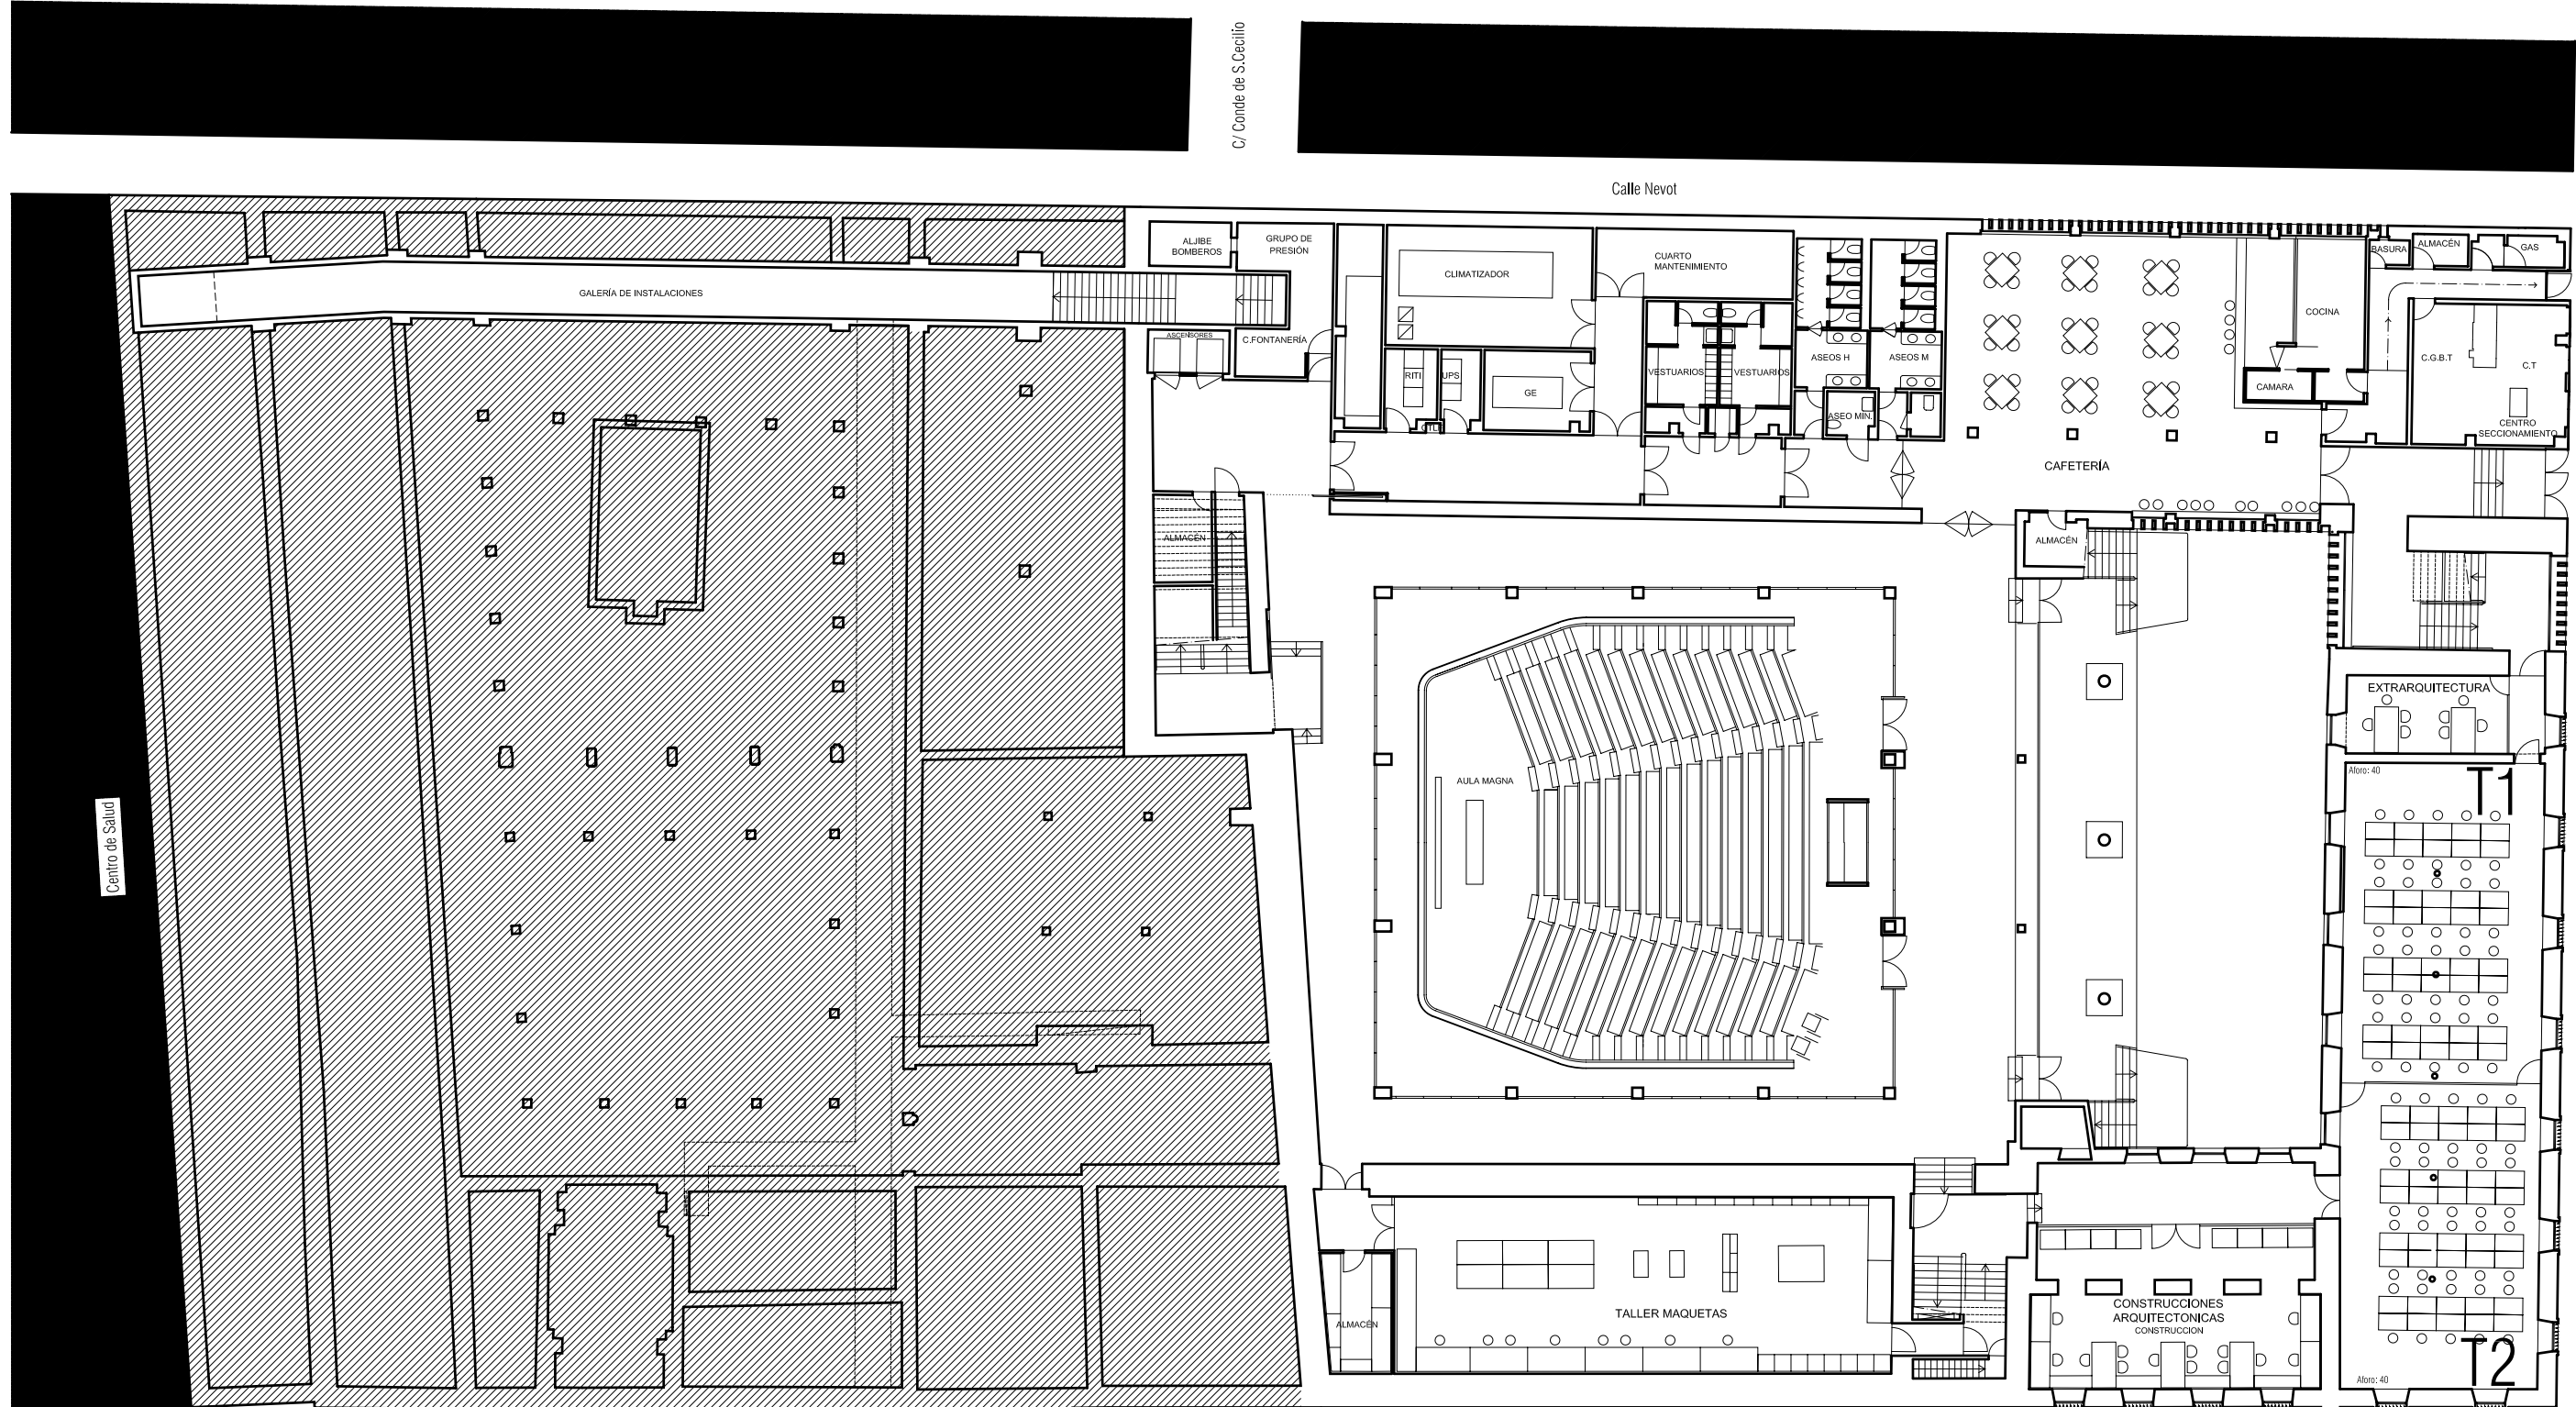 C/ Conde de S.Cecilio
Calle Nevot
ALJIBE
BOMBEROS
GRUPO DE
PRESIÓN
CLIMATIZADOR
CUARTO
MANTENIMIENTO
BASURA
ALMACÉN
GAS
GALERÍA DE INSTALACIONES
COCINA
ASCENSORES
C.FONTANERÍA
ASEOS H
ASEOS M
C.G.B.T
C.T
RITI
UPS
GE
VESTUARIOS
VESTUARIOS
CAMARA
ASEO MIN.
CENTRO
SECCIONAMIENTO
CAFETERÍA
ALMACÉN
ALMACÉN
EXTRARQUITECTURA
Aforo: 40
T1
AULA MAGNA
Centro de Salud
CONSTRUCCIONES
ARQUITECTONICAS
CONSTRUCCION
TALLER MAQUETAS
ALMACÉN
T2
Aforo: 40